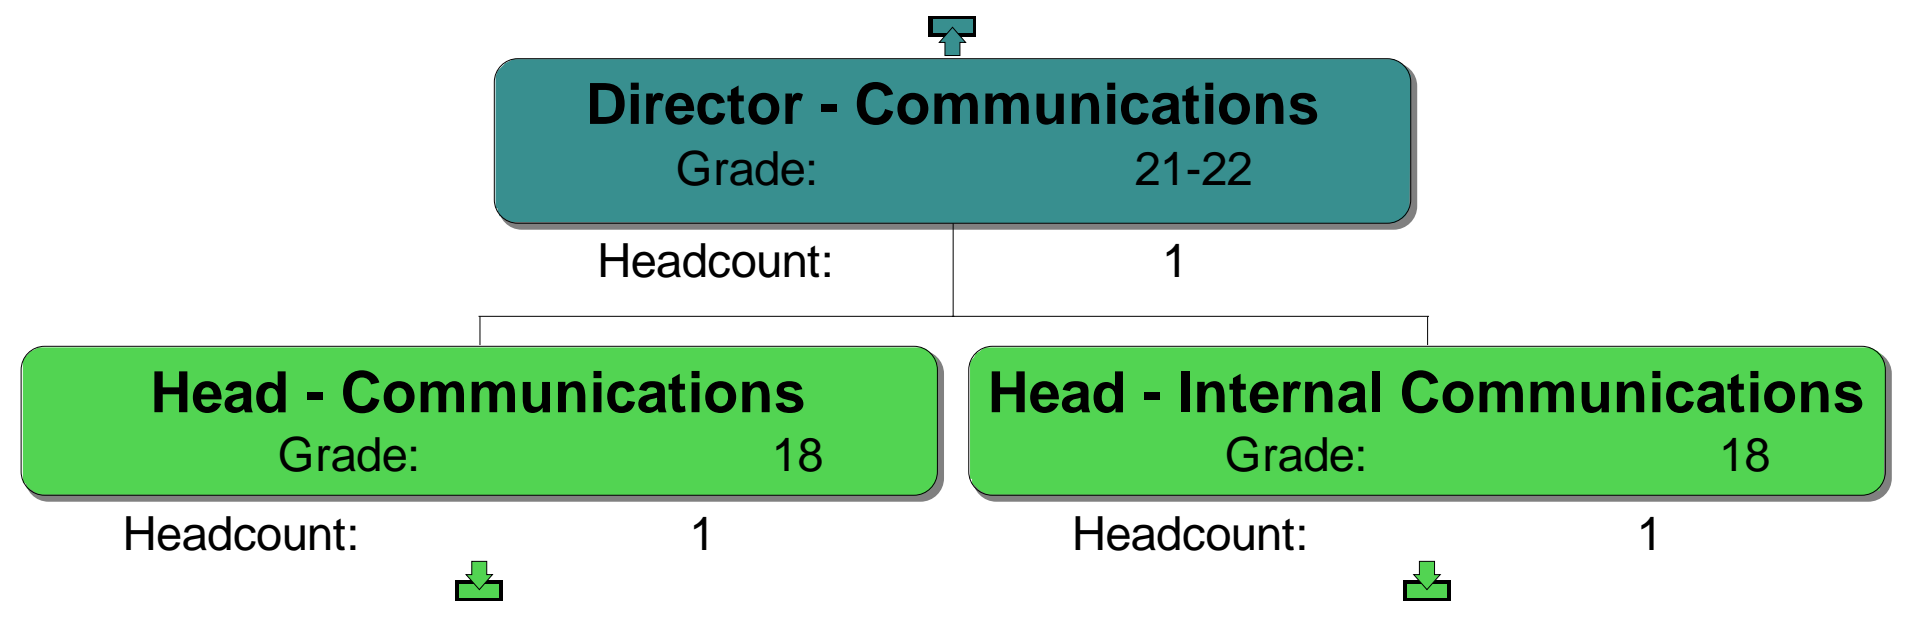 Director - Communications
Grade: 21-22
Headcount: 1
Head - Communications
Grade: 18
Headcount: 1
Head - Internal Communications
Grade: 18
Headcount: 1